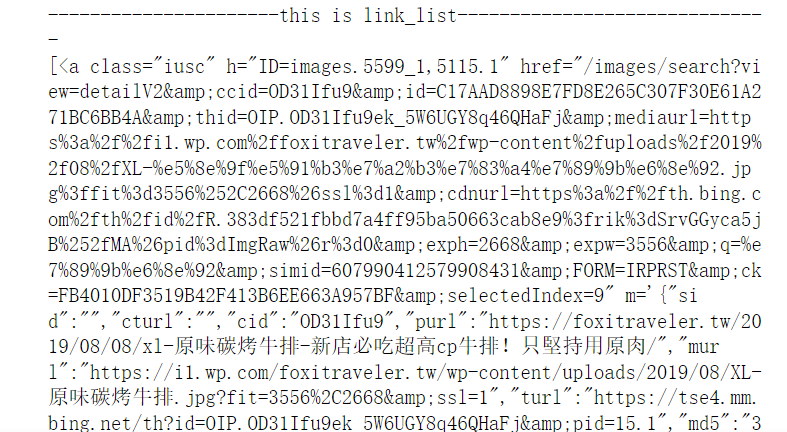 ----------------------this is link_list-----------------------------
-
[<a class="iusc" h="ID=images.5599_1,5115.1" href="/images/search?vi
ew=detailV2&amp;ccid=OD31Ifu9&amp;id=C17AAD8898E7FD8E265C307F30E61A2
71BC6BB4A&amp;thid=OIP.OD31Ifu9ek_5W6UGY8q46QHaFj&amp;mediaurl=http
s%3a%2f%2fi1.wp.com%2ffoxitraveler.tw%2fwp-content%2fuploads%2f2019%
2f08%2fXL-%e5%8e%9f%e5%91%b3%e7%a2%b3%e7%83%a4%e7%89%9b%e6%8e%92.jp
g%3ffit%3d3556%252C2668%26ssl%3d1&amp;cdnurl=https%3a%2f%2fth.bing.c
om%2fth%2fid%2fR.383df521fbbd7a4ff95ba50663cab8e9%3frik%3dSrvGGyca5j
B%252fMA%26pid%3dImgRaw%26r%3d0&amp;exph=2668&amp;expw=3556&amp;q=%e
7%89%9b%e6%8e%92&amp;simid=607990412579908431&amp;FORM=IRPRST&amp;ck
=FB4010DF3519B42F413B6EE663A957BF&amp;selectedIndex=9" m='{"si
d":"","cturl":"","cid":"OD31Ifu9","purl":"https://foxitraveler.tw/20
19/08/08/xl-原味碳烤牛排-新店必吃超高cp牛排! 只堅持用原肉/","mur
l":"https://i1.wp.com/foxitraveler.tw/wp-content/uploads/2019/08/XL-
原味碳烤牛排.jpg?fit=3556%2C2668&amp;ssl=1","turl":"https://tse4.mm.
bing.net/th?id=OIP.OD31Ifu9ek_5W6UGY8q46QHaFj&amp;pid=15.1","md5":"3